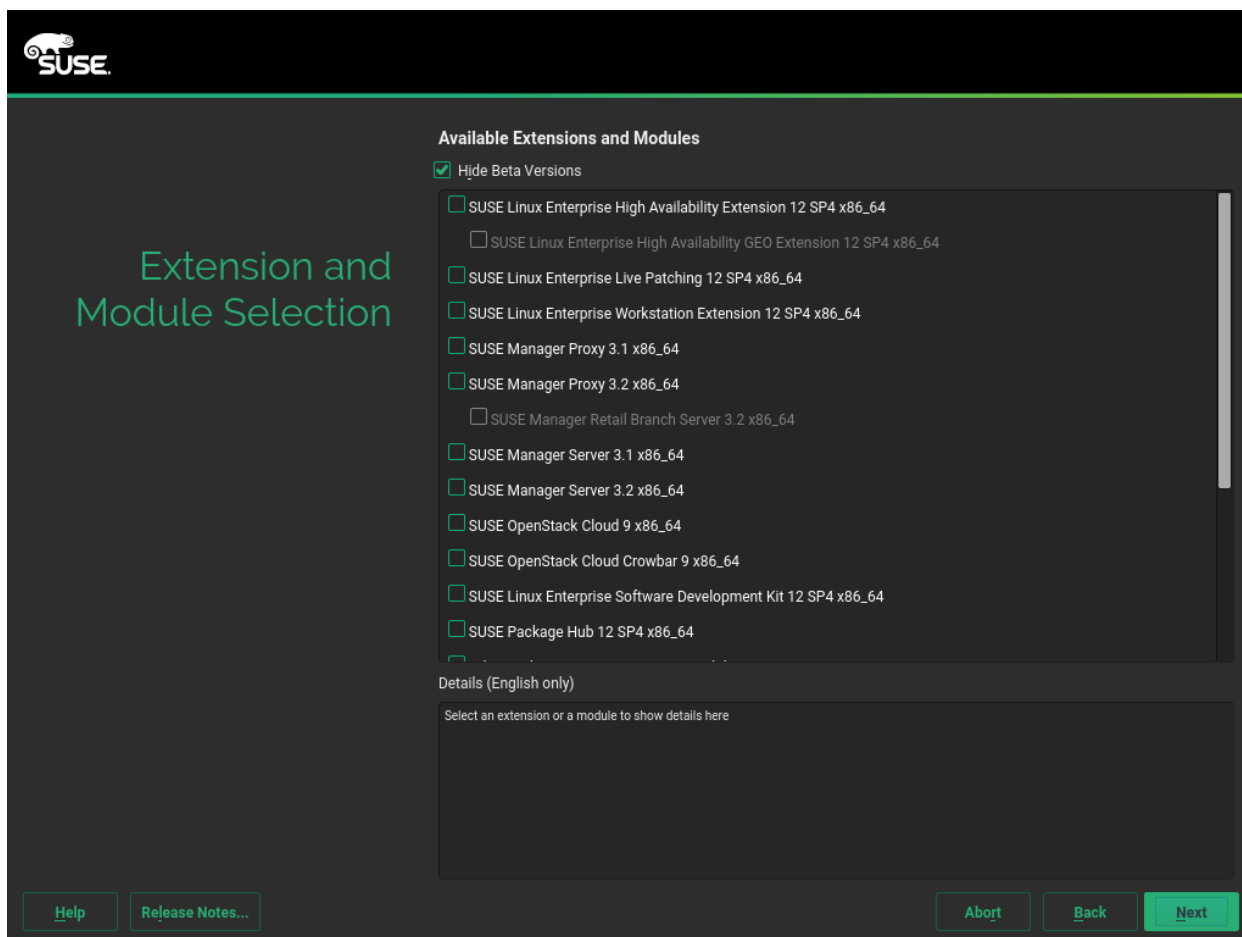 SUSE.
Available Extensions and Modules
Hide Beta Versions
SUSE Linux Enterprise High Availability Extension 12 SP4 x86_64
SUSE Linux Enterprise High Availability GEO Extension 12 SP4 x86_64
Extension and
Module Selection
SUSE Linux Enterprise Live Patching 12 SP4 x86_64
SUSE Linux Enterprise Workstation Extension 12 SP4 x86_64
SUSE Manager Proxy 3.1 x86_64
SUSE Manager Proxy 3.2 x86_64
SUSE Manager Retail Branch Server 3.2 x86_64
SUSE Manager Server 3.1 x86_64
SUSE Manager Server 3.2 x86_64
SUSE OpenStack Cloud 9 x86_64
SUSE OpenStack Cloud Crowbar 9 x86_64
SUSE Linux Enterprise Software Development Kit 12 SP4 x86_64
SUSE Package Hub 12 SP4 x86_64
Details (English only)
Select an extension or a module to show details here
Help
Release Notes...
Abort
Back
Next